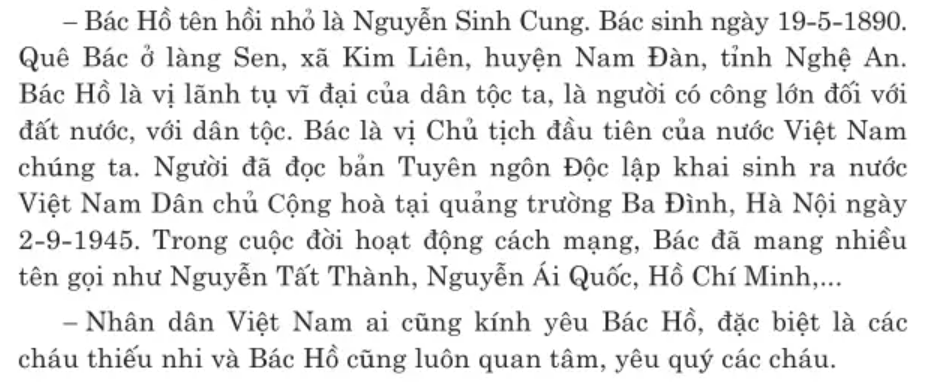 – Bác Hồ tên hồi nhỏ là Nguyễn Sinh Cung. Bác sinh ngày 19-5-1890.
Quê Bác ở làng Sen, xã Kim Liên, huyện Nam Đàn, tỉnh Nghệ An.
Bác Hồ là vị lãnh tụ vĩ đại của dân tộc ta, là người có công lớn đối với
đất nước, với dân tộc. Bác là vị Chủ tịch đầu tiên của nước Việt Nam
chúng ta. Người đã đọc bản Tuyên ngôn Độc lập khai sinh ra nước
Việt Nam Dân chủ Cộng hoà tại quảng trường Ba Đình, Hà Nội ngày
2-9-1945. Trong cuộc đời hoạt động cách mạng, Bác đã mang nhiều
tên gọi như Nguyễn Tất Thành, Nguyễn Ái Quốc, Hồ Chí Minh,...
– Nhân dân Việt Nam ai cũng kính yêu Bác Hồ, đặc biệt là các
cháu thiếu nhi và Bác Hồ cũng luôn quan tâm, yêu quý các cháu.